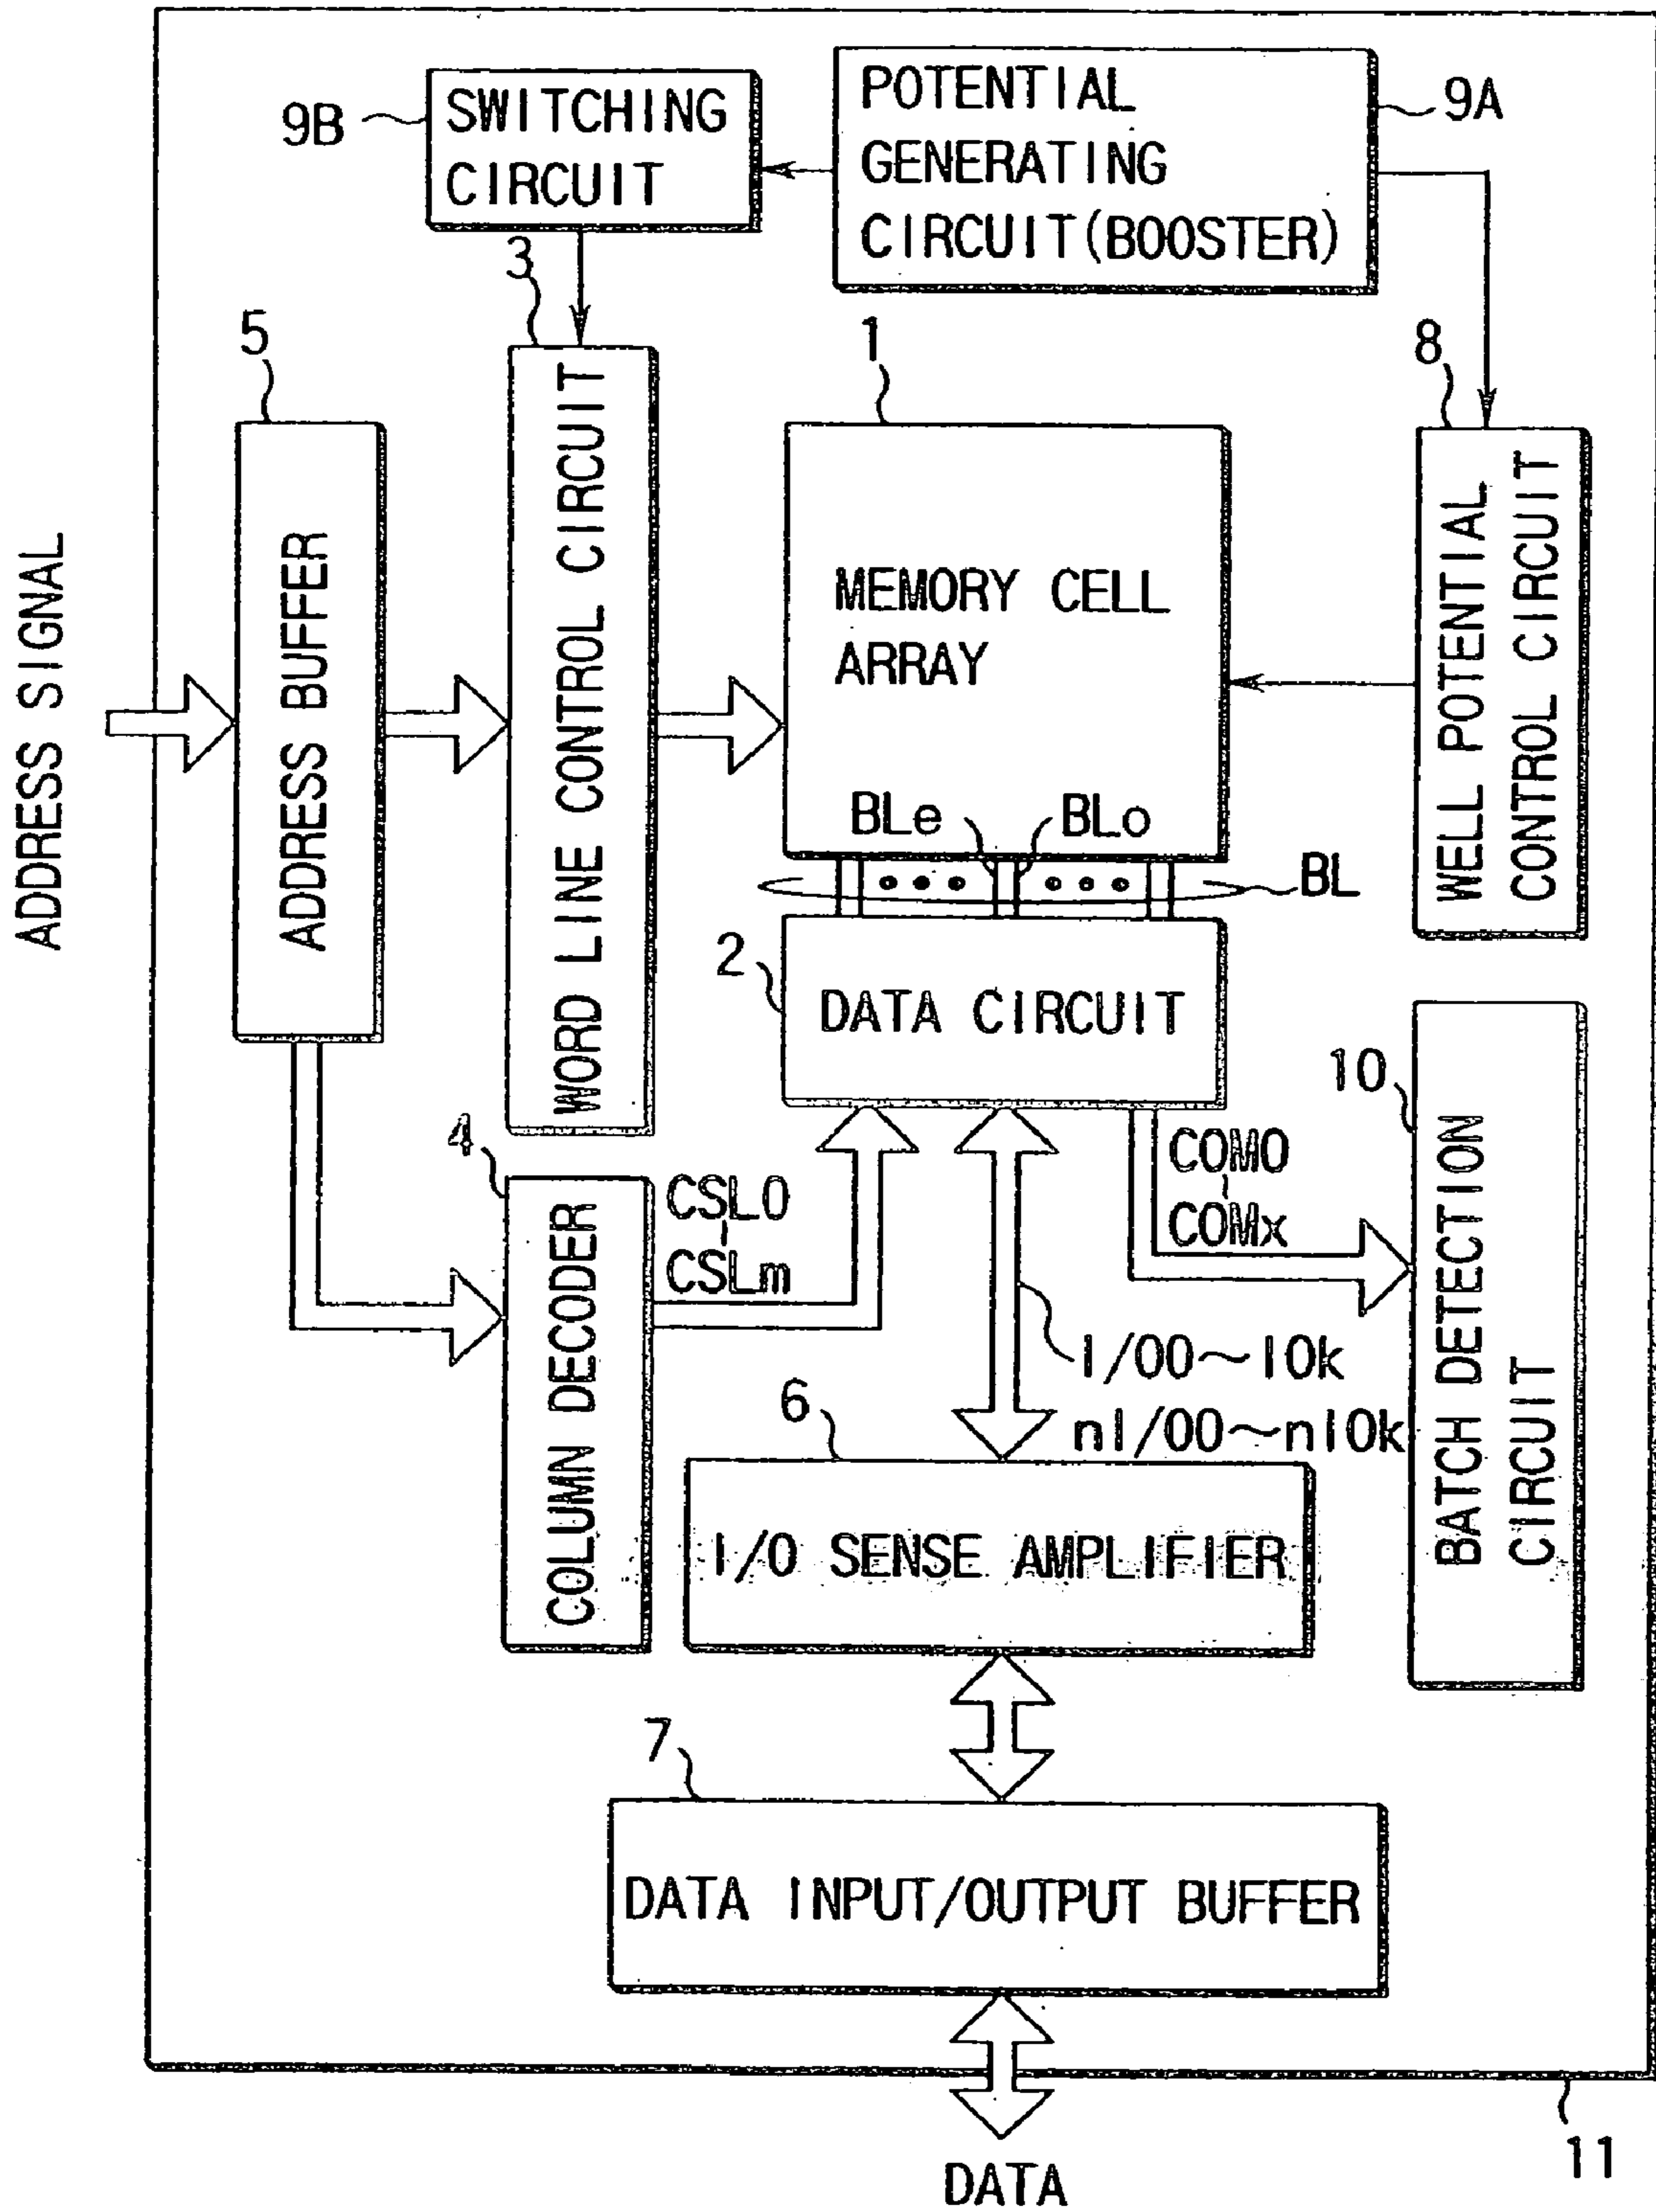 9B
SWITCHING
CIRCUIT
POTENTIAL
GENERATING
CIRCUIT(BOOSTER)
9A
3
5
1
8
ADDRESS SIGNAL
ADDRESS BUFFER
WORD LINE CONTROL CIRCUIT
MEMORY CELL
ARRAY
WELL POTENTIAL
CONTROL CIRCUIT
BLe
BLo
BL
2
DATA CIRCUIT
10
4
COLUMN DECODER
CSL0
~
CSLm
COM0
~
COMx
I/O0~IOk
nI/O0~nIOk
BATCH DETECTION
CIRCUIT
6
I/O SENSE AMPLIFIER
7
DATA INPUT/OUTPUT BUFFER
DATA
11